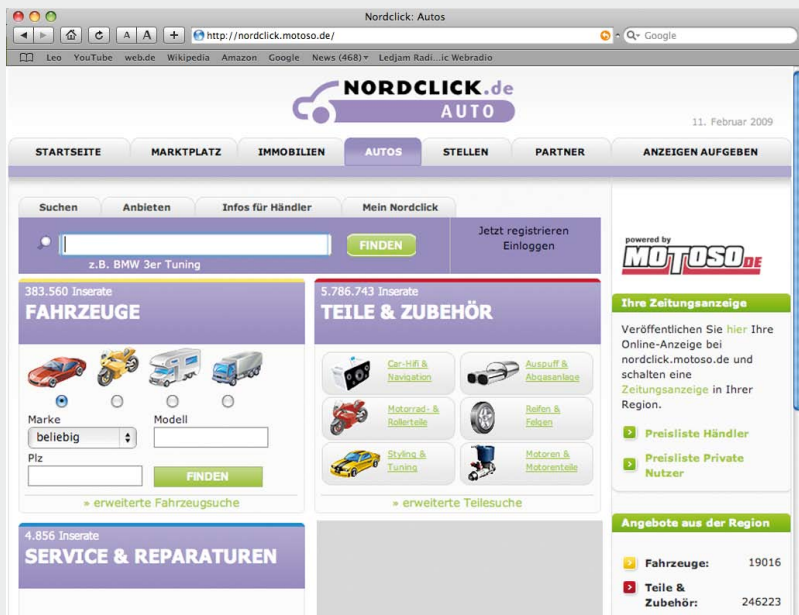 Nordclick: Autos
A A + http://nordclick.motoso.de/ Google
Leo YouTube web.de Wikipedia Amazon Google News (468) Ledjam Radi...ic Webradio
NORDCLICK.de
AUTO
11. Februar 2009
STARTSEITE MARKTPLATZ IMMOBILIEN AUTOS STELLEN PARTNER ANZEIGEN AUFGEBEN
Suchen Anbieten Infos für Händler Mein Nordclick
FINDEN
z.B. BMW 3er Tuning
Jetzt registrieren
Einloggen
383.560 Inserate
FAHRZEUGE
Marke Modell
beliebig
Plz
FINDEN
» erweiterte Fahrzeugsuche
5.786.743 Inserate
TEILE & ZUBEHÖR
Car-Hifi &
Navigation
Auspuff &
Abgasanlage
Motorrad- &
Rollerteile
Reifen &
Felgen
Styling &
Tuning
Motoren &
Motorenteile
» erweiterte Teilesuche
4.856 Inserate
SERVICE & REPARATUREN
powered by
MOTOSO.DE
Ihre Zeitungsanzeige
Veröffentlichen Sie hier Ihre
Online-Anzeige bei
nordclick.motoso.de und
schalten eine
Zeitungsanzeige in Ihrer
Region.
Preisliste Händler
Preisliste Private
Nutzer
Angebote aus der Region
Fahrzeuge: 19016
Teile &
Zubehör: 246223